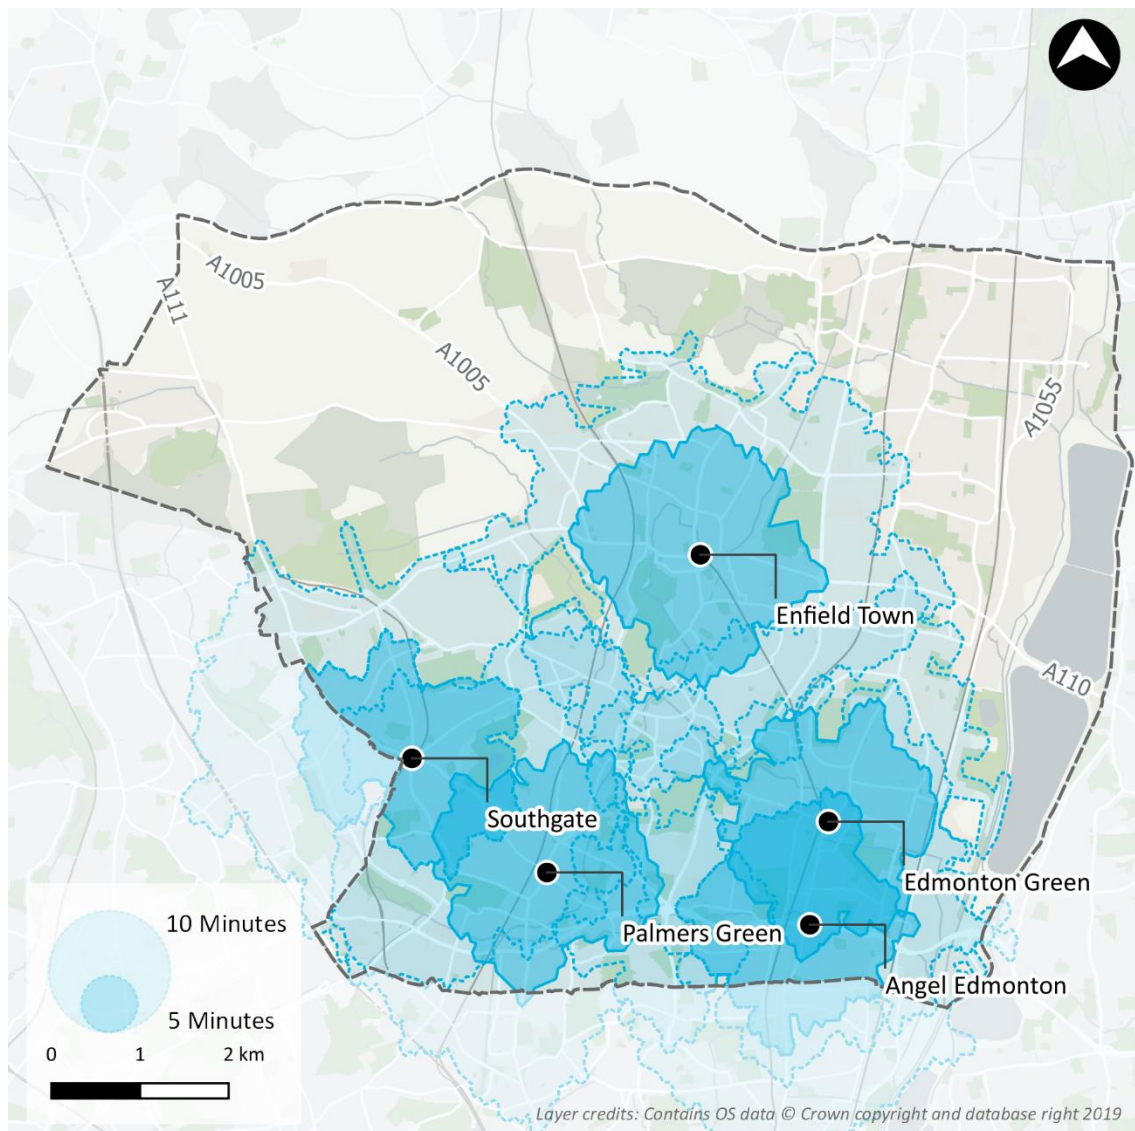 A1005
A111
A1005
A1055
Enfield Town
A110
Southgate
Edmonton Green
Palmers Green
Angel Edmonton
10 Minutes
5 Minutes
0 1 2 km
Layer credits: Contains OS data © Crown copyright and database right 2019